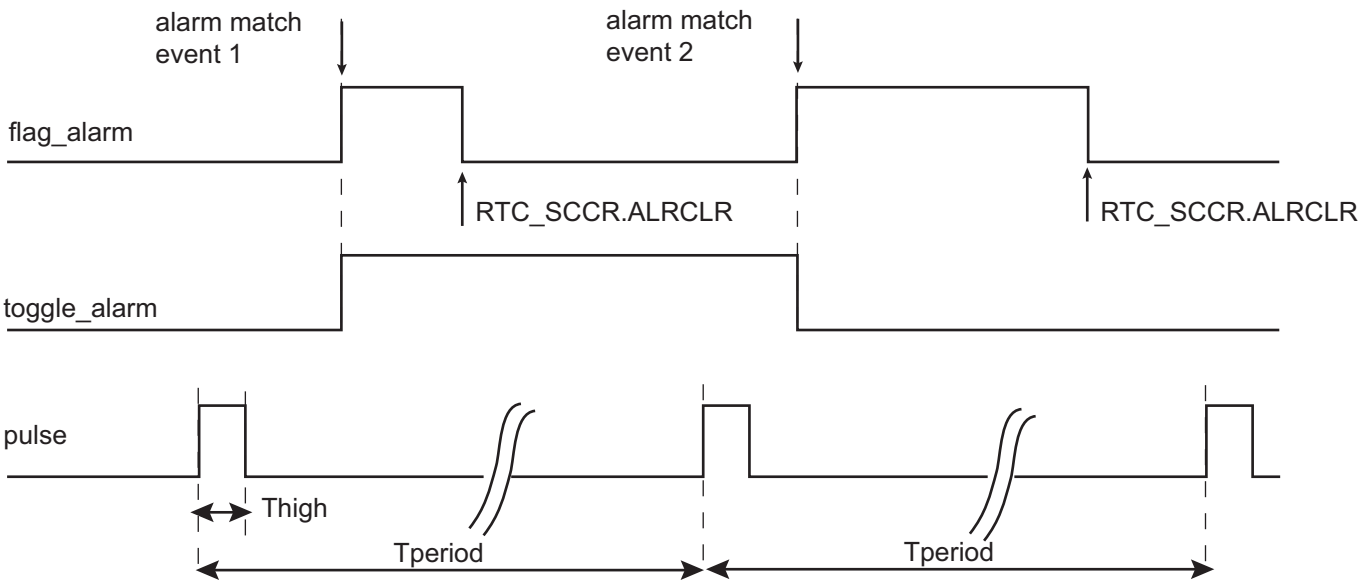 alarm match
event 1
alarm match
event 2
flag_alarm
RTC_SCCR.ALRCLR
RTC_SCCR.ALRCLR
toggle_alarm
pulse
Thigh
Tperiod
Tperiod